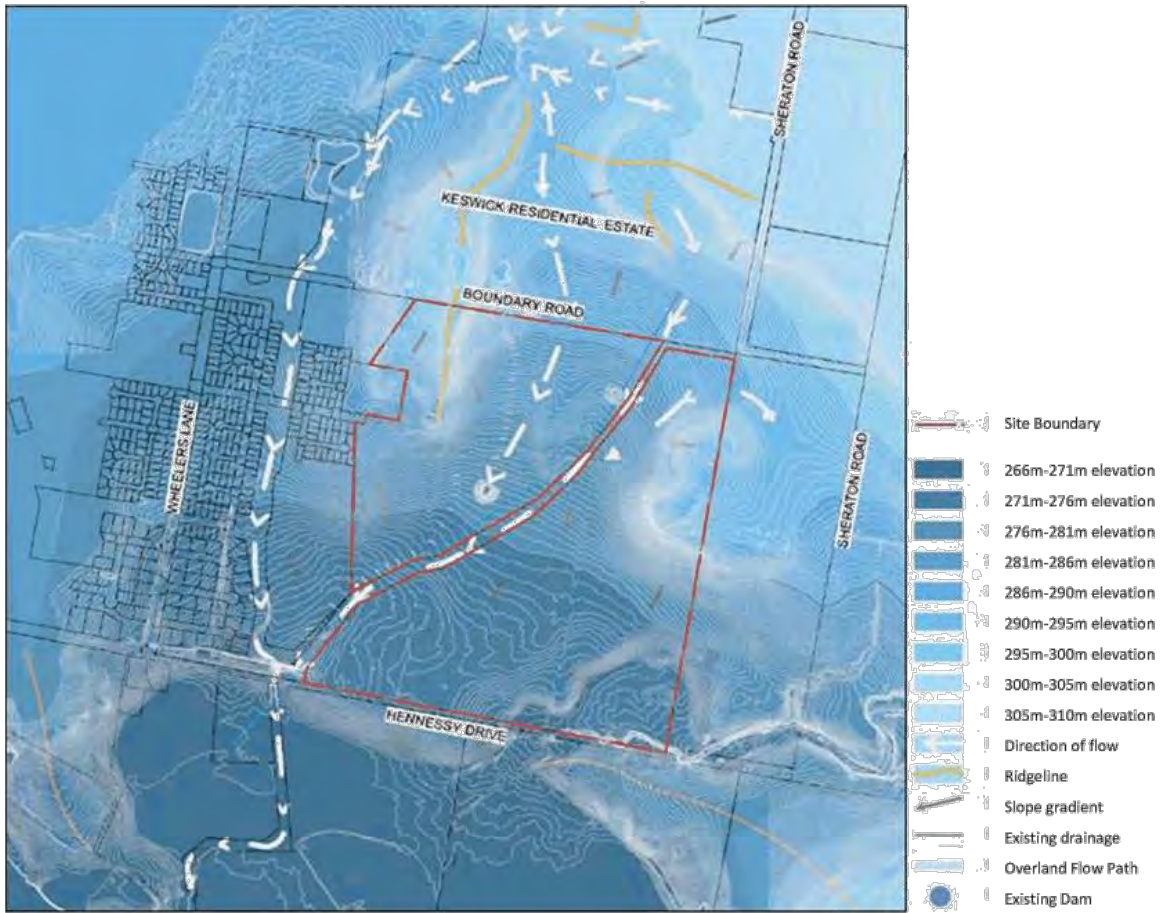 SHERATON ROAD
KESWICK RESIDENTIAL ESTATE
BOUNDARY ROAD
WHEELERS LANE
SHERATON ROAD
HENNESSY DRIVE
Site Boundary
266m-271m elevation
271m-276m elevation
276m-281m elevation
281m-286m elevation
286m-290m elevation
290m-295m elevation
295m-300m elevation
300m-305m elevation
305m-310m elevation
Direction of flow
Ridgeline
Slope gradient
Existing drainage
Overland Flow Path
Existing Dam